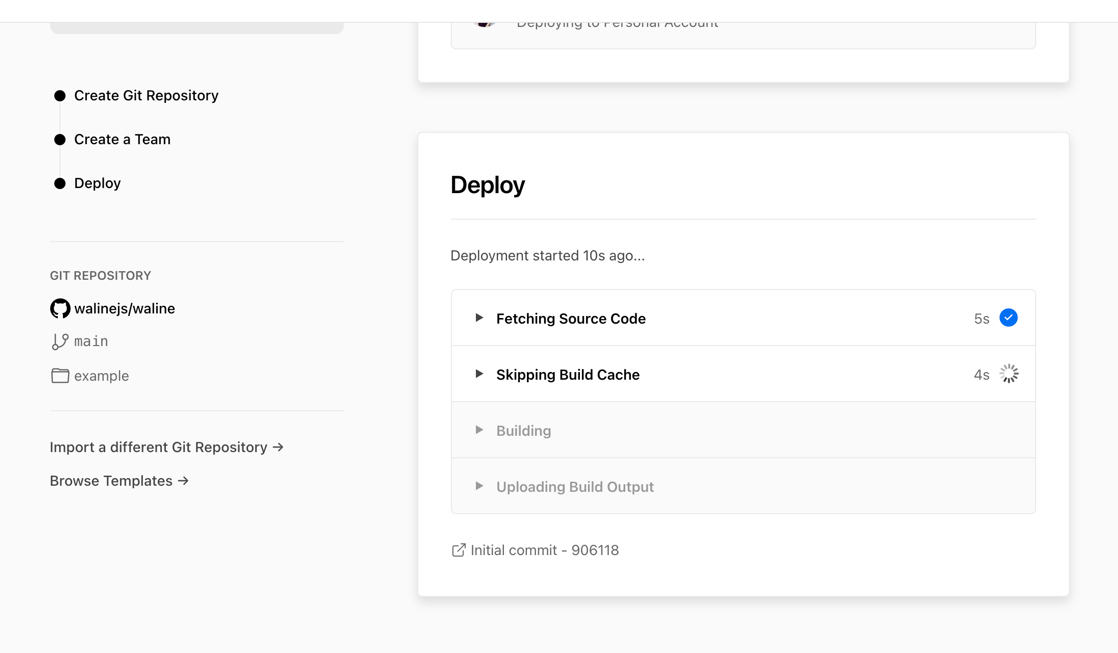 Deploying to Personal Account
Create Git Repository
Create a Team
Deploy
GIT REPOSITORY
walinejs/waline
main
example
Import a different Git Repository →
Browse Templates →
Deploy
Deployment started 10s ago...
Fetching Source Code 5s
Skipping Build Cache 4s
Building
Uploading Build Output
Initial commit - 906118